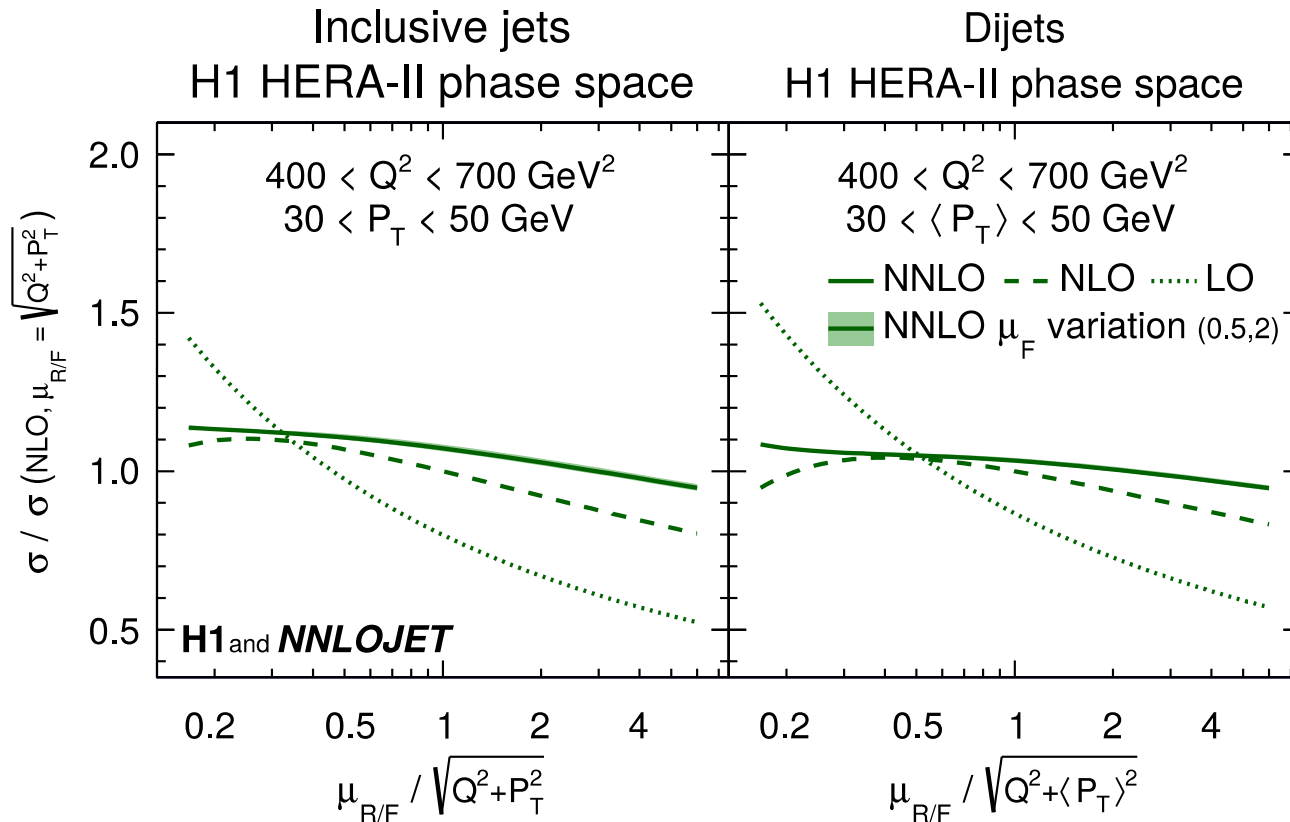 Inclusive jets
H1 HERA-II phase space
Dijets
H1 HERA-II phase space
400 < Q² < 700 GeV²
30 < P_T < 50 GeV
400 < Q² < 700 GeV²
30 < ⟨ P_T ⟩ < 50 GeV
NNLO NLO LO
NNLO μ_F variation (0.5,2)
σ / σ (NLO, μ_R/F = √Q²+P_T²)
2.0
1.5
1.0
0.5
H1 and NNLOJET
0.2 0.5 1 2 4
0.2 0.5 1 2 4
μ_R/F / √Q²+P_T²
μ_R/F / √Q²+⟨ P_T ⟩²